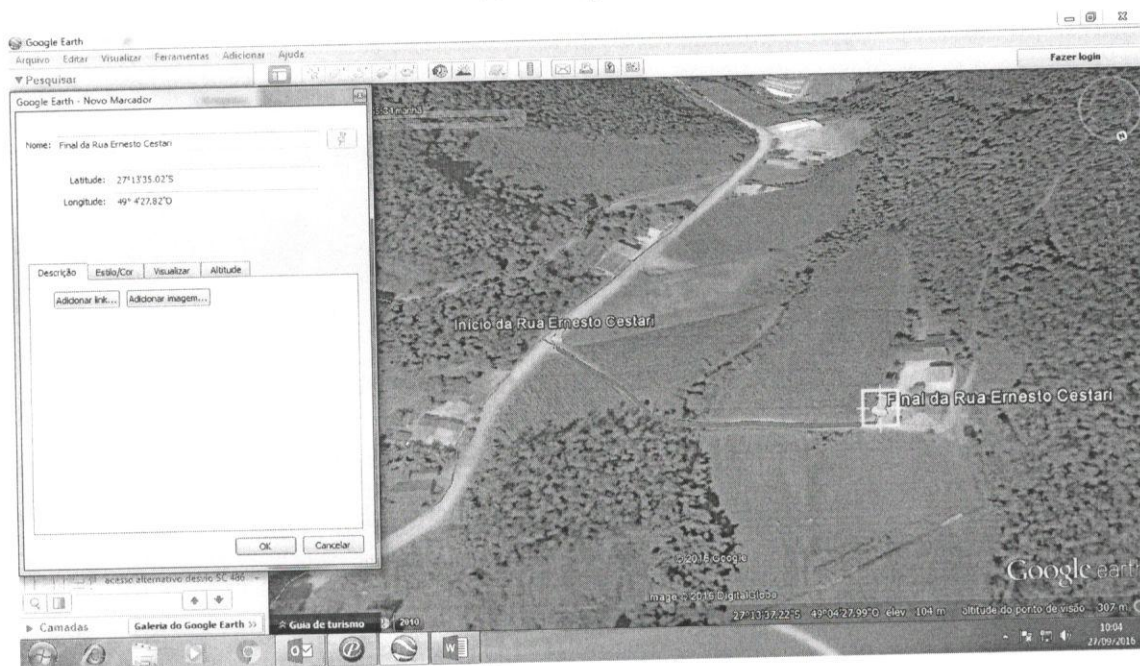 Google Earth
Arquivo Editar Visualizar Ferramentas Adicionar Ajuda
Fazer login
▼ Pesquisar
Google Earth - Novo Marcador
Nome: Final da Rua Ernesto Cestari
Latitude: 27°13'35.02"S
Longitude: 49° 4'27.82"O
Descrição Estilo/Cor Visualizar Altitude
Adicionar link... Adicionar imagem...
Início da Rua Ernesto Cestari
Final da Rua Ernesto Cestari
OK Cancelar
© 2016 Google
Image © 2016 DigitalGlobe
Google earth
acesso alternativo desvio SC 486
27°13'37.22"S 49°04'27.99"O elev 104 m altitude do ponto de visão 307 m
▶ Camadas
Galeria do Google Earth >>
Guia de turismo
2010
10:04
27/09/2016